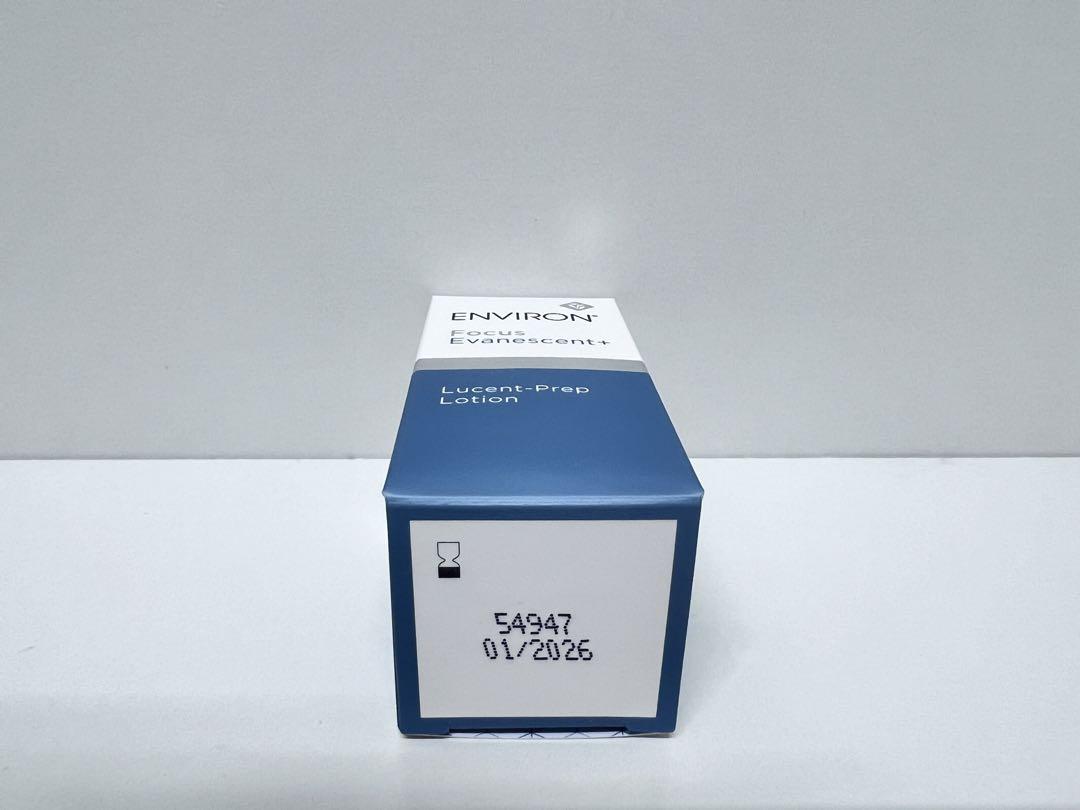 ENVIRON
Focus
Evanescent+
Lucent-Prep
Lotion
54947
01/2026